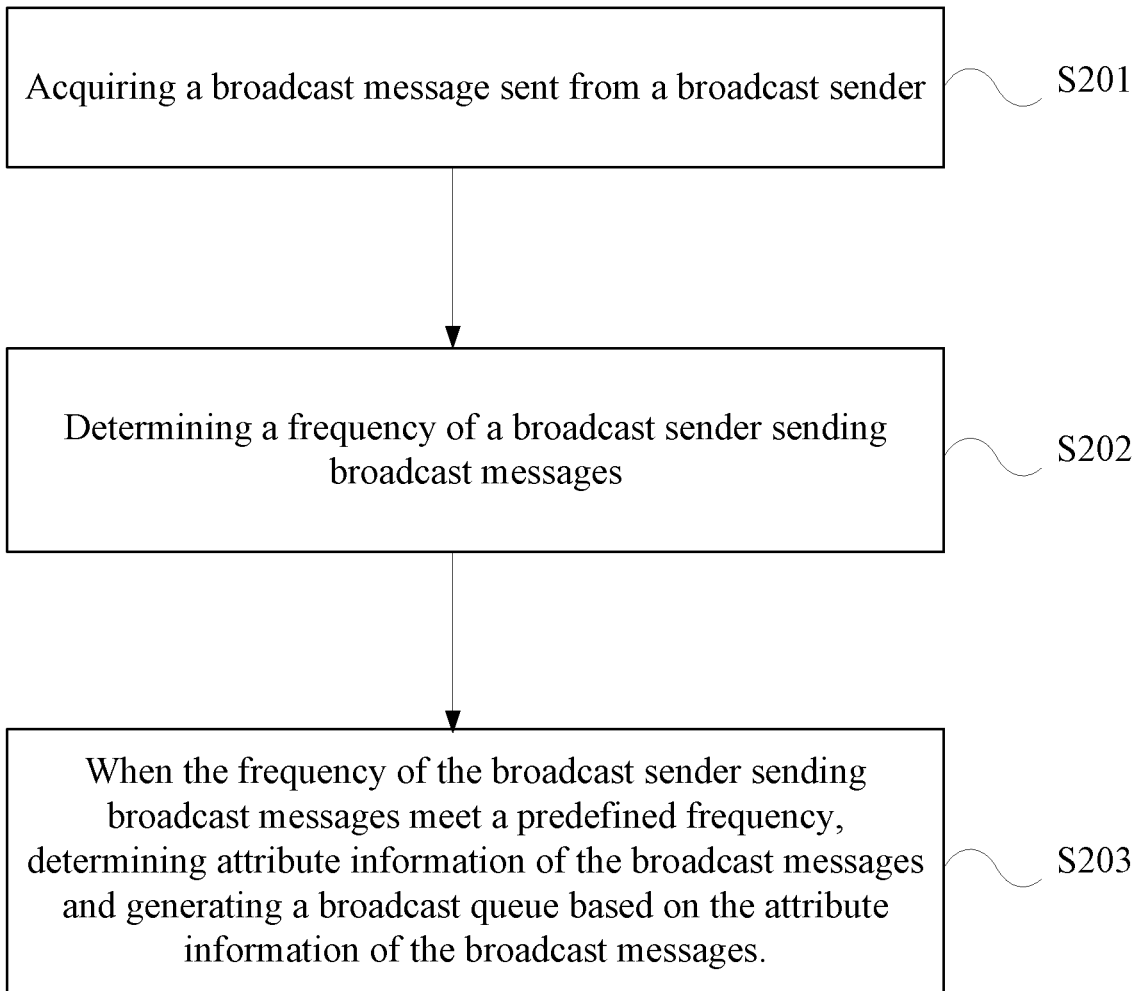 Acquiring a broadcast message sent from a broadcast sender
S201
Determining a frequency of a broadcast sender sending
broadcast messages
S202
When the frequency of the broadcast sender sending
broadcast messages meet a predefined frequency,
determining attribute information of the broadcast messages
and generating a broadcast queue based on the attribute
information of the broadcast messages.
S203